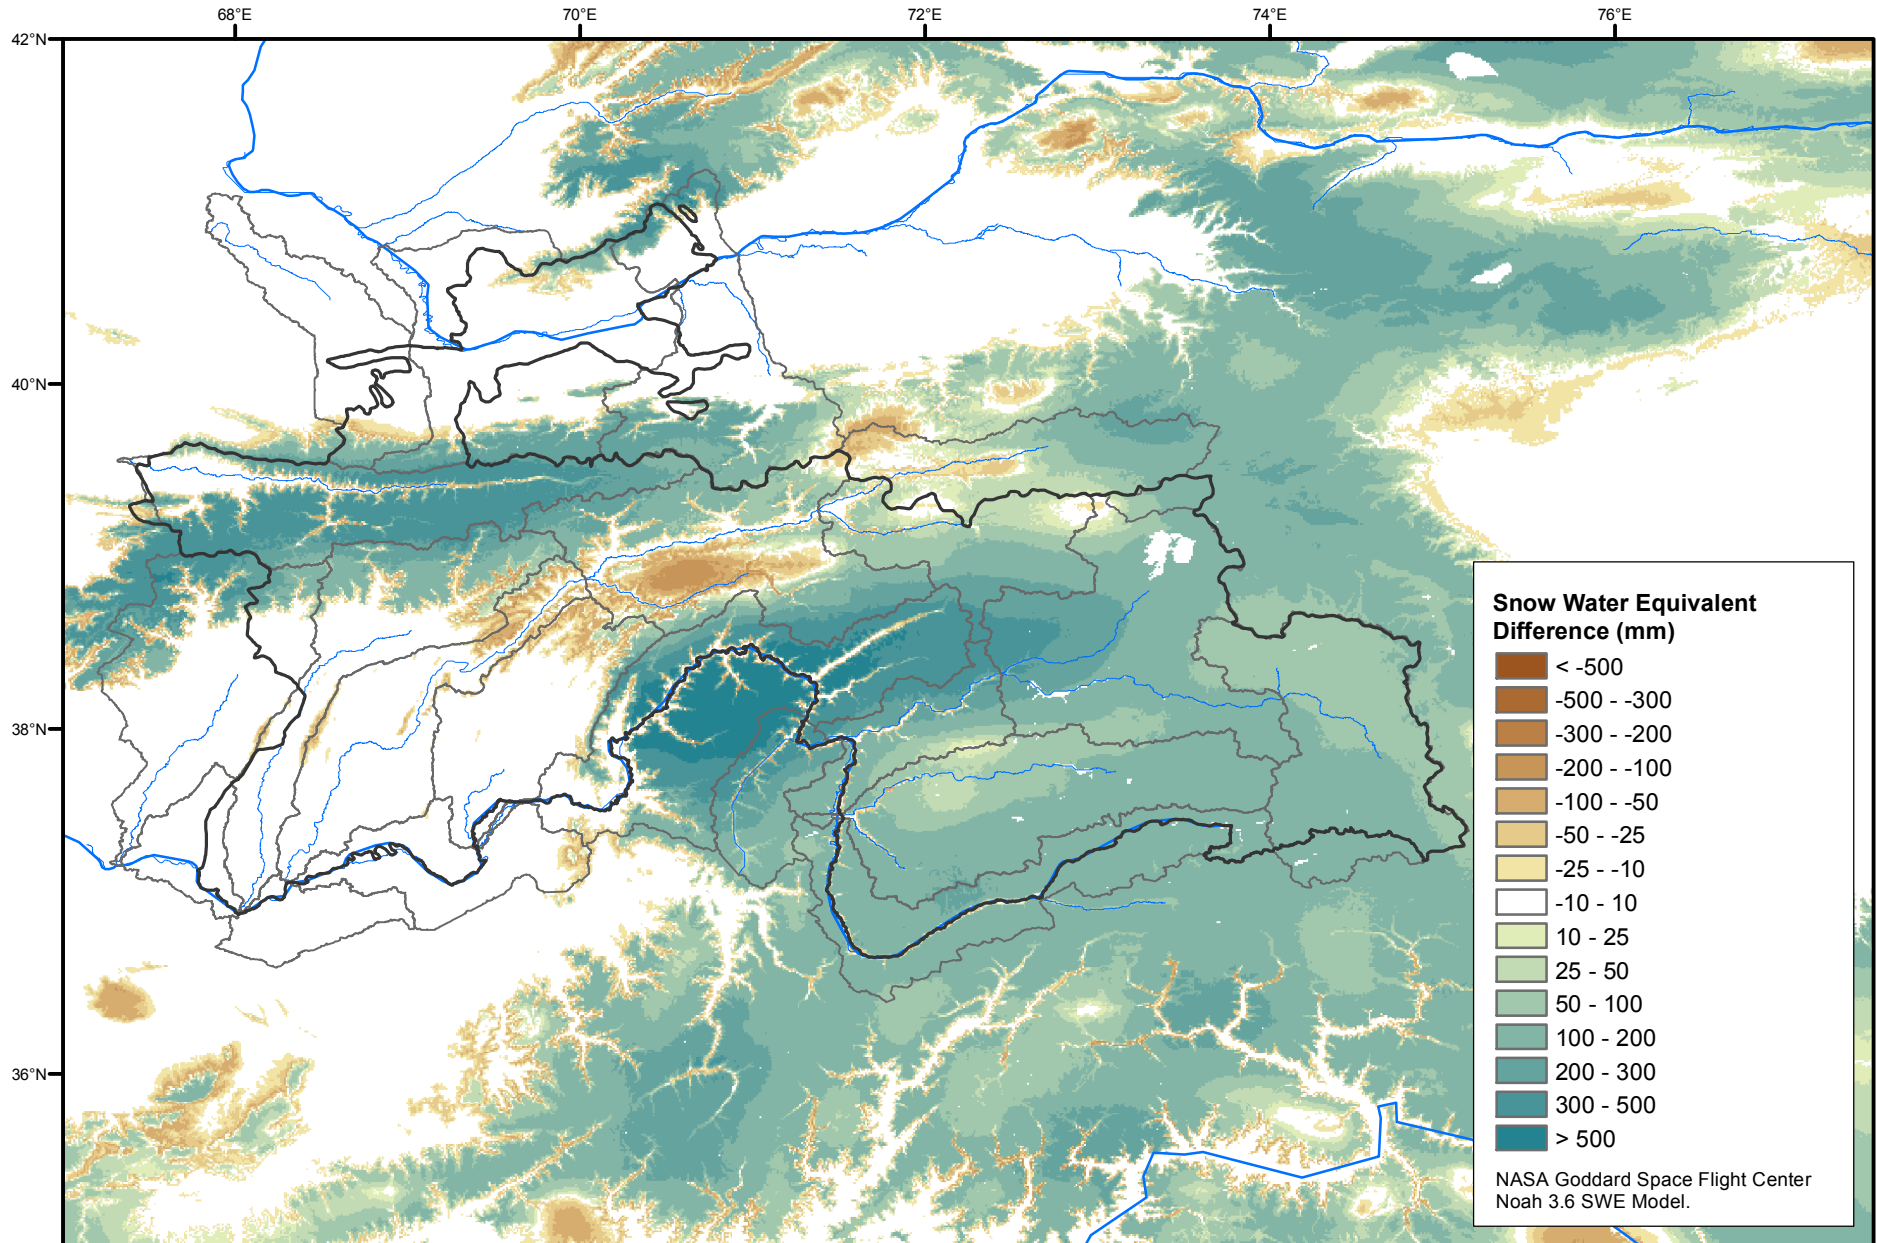 68°E
70°E
72°E
74°E
76°E
42°N
40°N
38°N
36°N
Snow Water Equivalent
Difference (mm)
< -500
-500 - -300
-300 - -200
-200 - -100
-100 - -50
-50 - -25
-25 - -10
-10 - 10
10 - 25
25 - 50
50 - 100
100 - 200
200 - 300
300 - 500
> 500
NASA Goddard Space Flight Center
Noah 3.6 SWE Model.